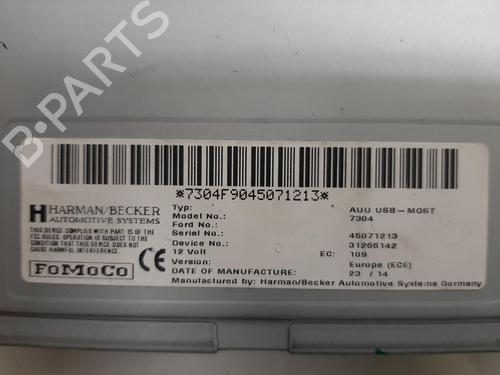 B-PARTS
*7304F9045071213*
HARMAN/BECKER
AUTOMOTIVE SYSTEMS
THIS DEVICE COMPLIES WITH PART 15 OF THE
FCC RULES. OPERATION IS SUBJECT TO THE
CONDITION THAT THIS DEVICE DOES NOT
CAUSE HARMFUL INTERFERENCE.
FoMoCo
CE
Typ: AUU USB-MOST
Model No.: 7304
Ford No.:
Serial No.: 45071213
Device No.: 31266142
12 Volt EC: 109
Version: Europe (ECE)
DATE OF MANUFACTURE: 23 / 14
Manufactured by: Harman/Becker Automotive Systems Germany